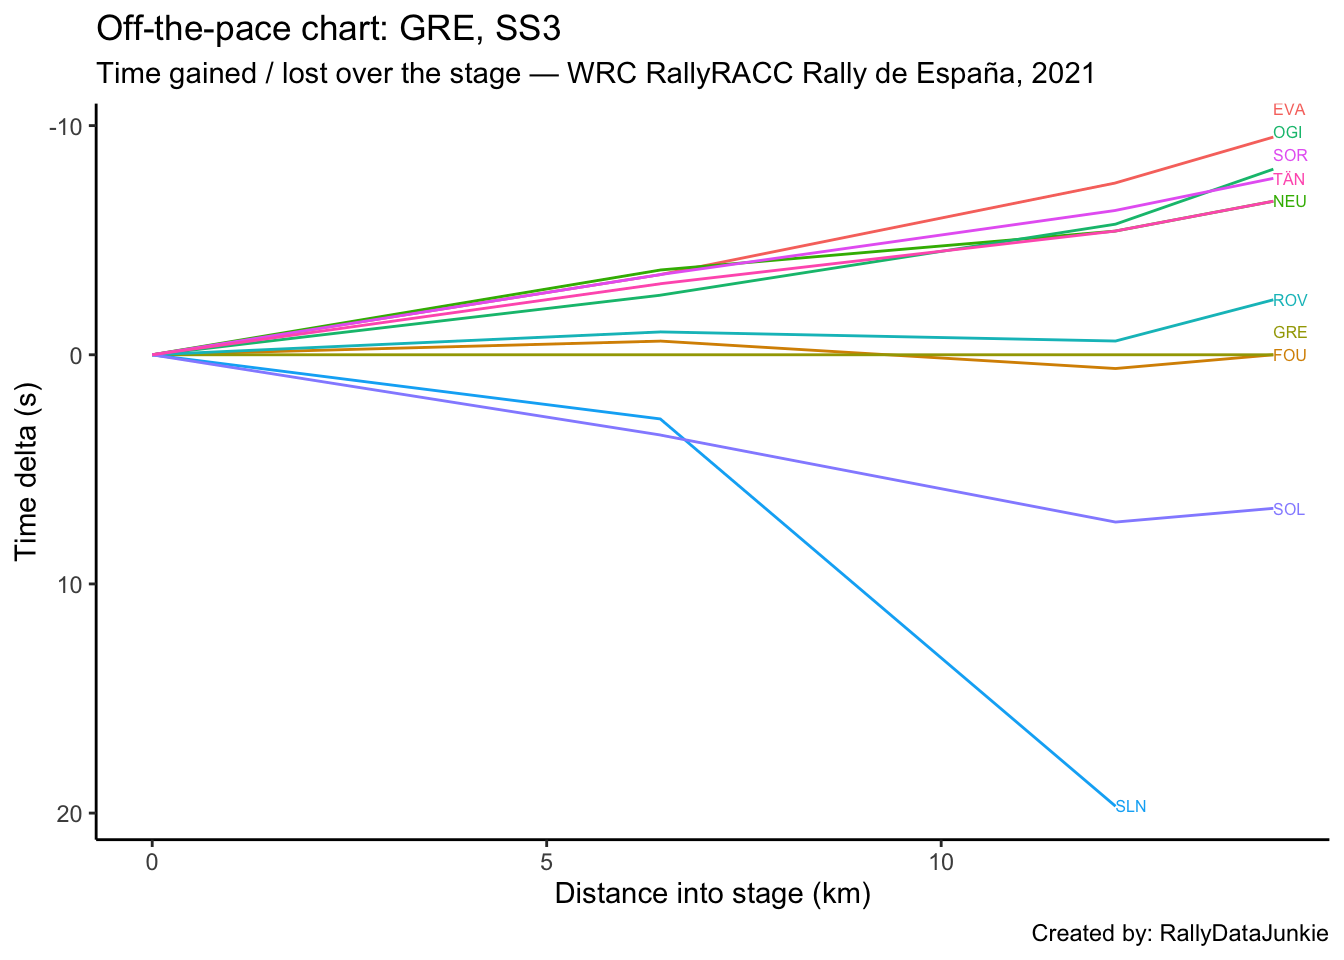 Off-the-pace chart: GRE, SS3
Time gained / lost over the stage — WRC RallyRACC Rally de España, 2021
-10
0
10
20
Time delta (s)
EVA
OGI
SOR
TÄN
NEU
ROV
GRE
FOU
SOL
SLN
0
5
10
Distance into stage (km)
Created by: RallyDataJunkie